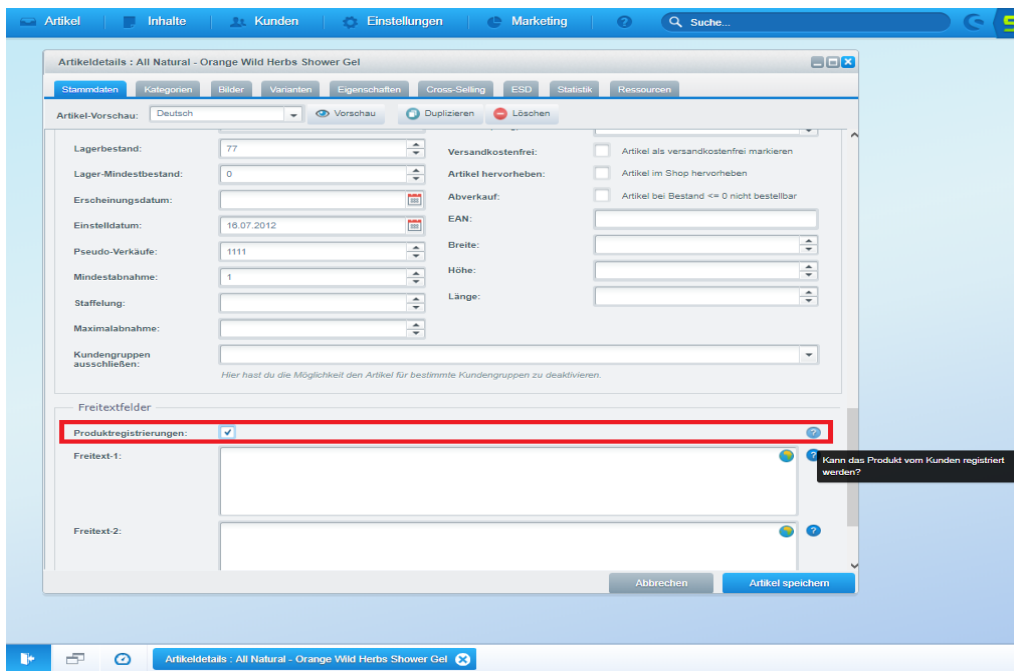 Artikel Inhalte Kunden Einstellungen Marketing ? Suche...
Artikeldetails : All Natural - Orange Wild Herbs Shower Gel
Stammdaten Kategorien Bilder Varianten Eigenschaften Cross-Selling ESD Statistik Ressourcen
Artikel-Vorschau: Deutsch Vorschau Duplizieren Löschen
Lagerbestand: 77
Lager-Mindestbestand: 0
Erscheinungsdatum:
Einstelldatum: 16.07.2012
Pseudo-Verkäufe: 1111
Mindestabnahme: 1
Staffelung:
Maximalabnahme:
Versandkostenfrei: Artikel als versandkostenfrei markieren
Artikel hervorheben: Artikel im Shop hervorheben
Abverkauf: Artikel bei Bestand <= 0 nicht bestellbar
EAN:
Breite:
Höhe:
Länge:
Kundengruppen
ausschließen:
Hier hast du die Möglichkeit den Artikel für bestimmte Kundengruppen zu deaktivieren.
Freitextfelder
Produktregistrierungen: ?
Kann das Produkt vom Kunden registriert
werden?
Freitext-1: ?
Freitext-2: ?
Abbrechen Artikel speichern
Artikeldetails : All Natural - Orange Wild Herbs Shower Gel